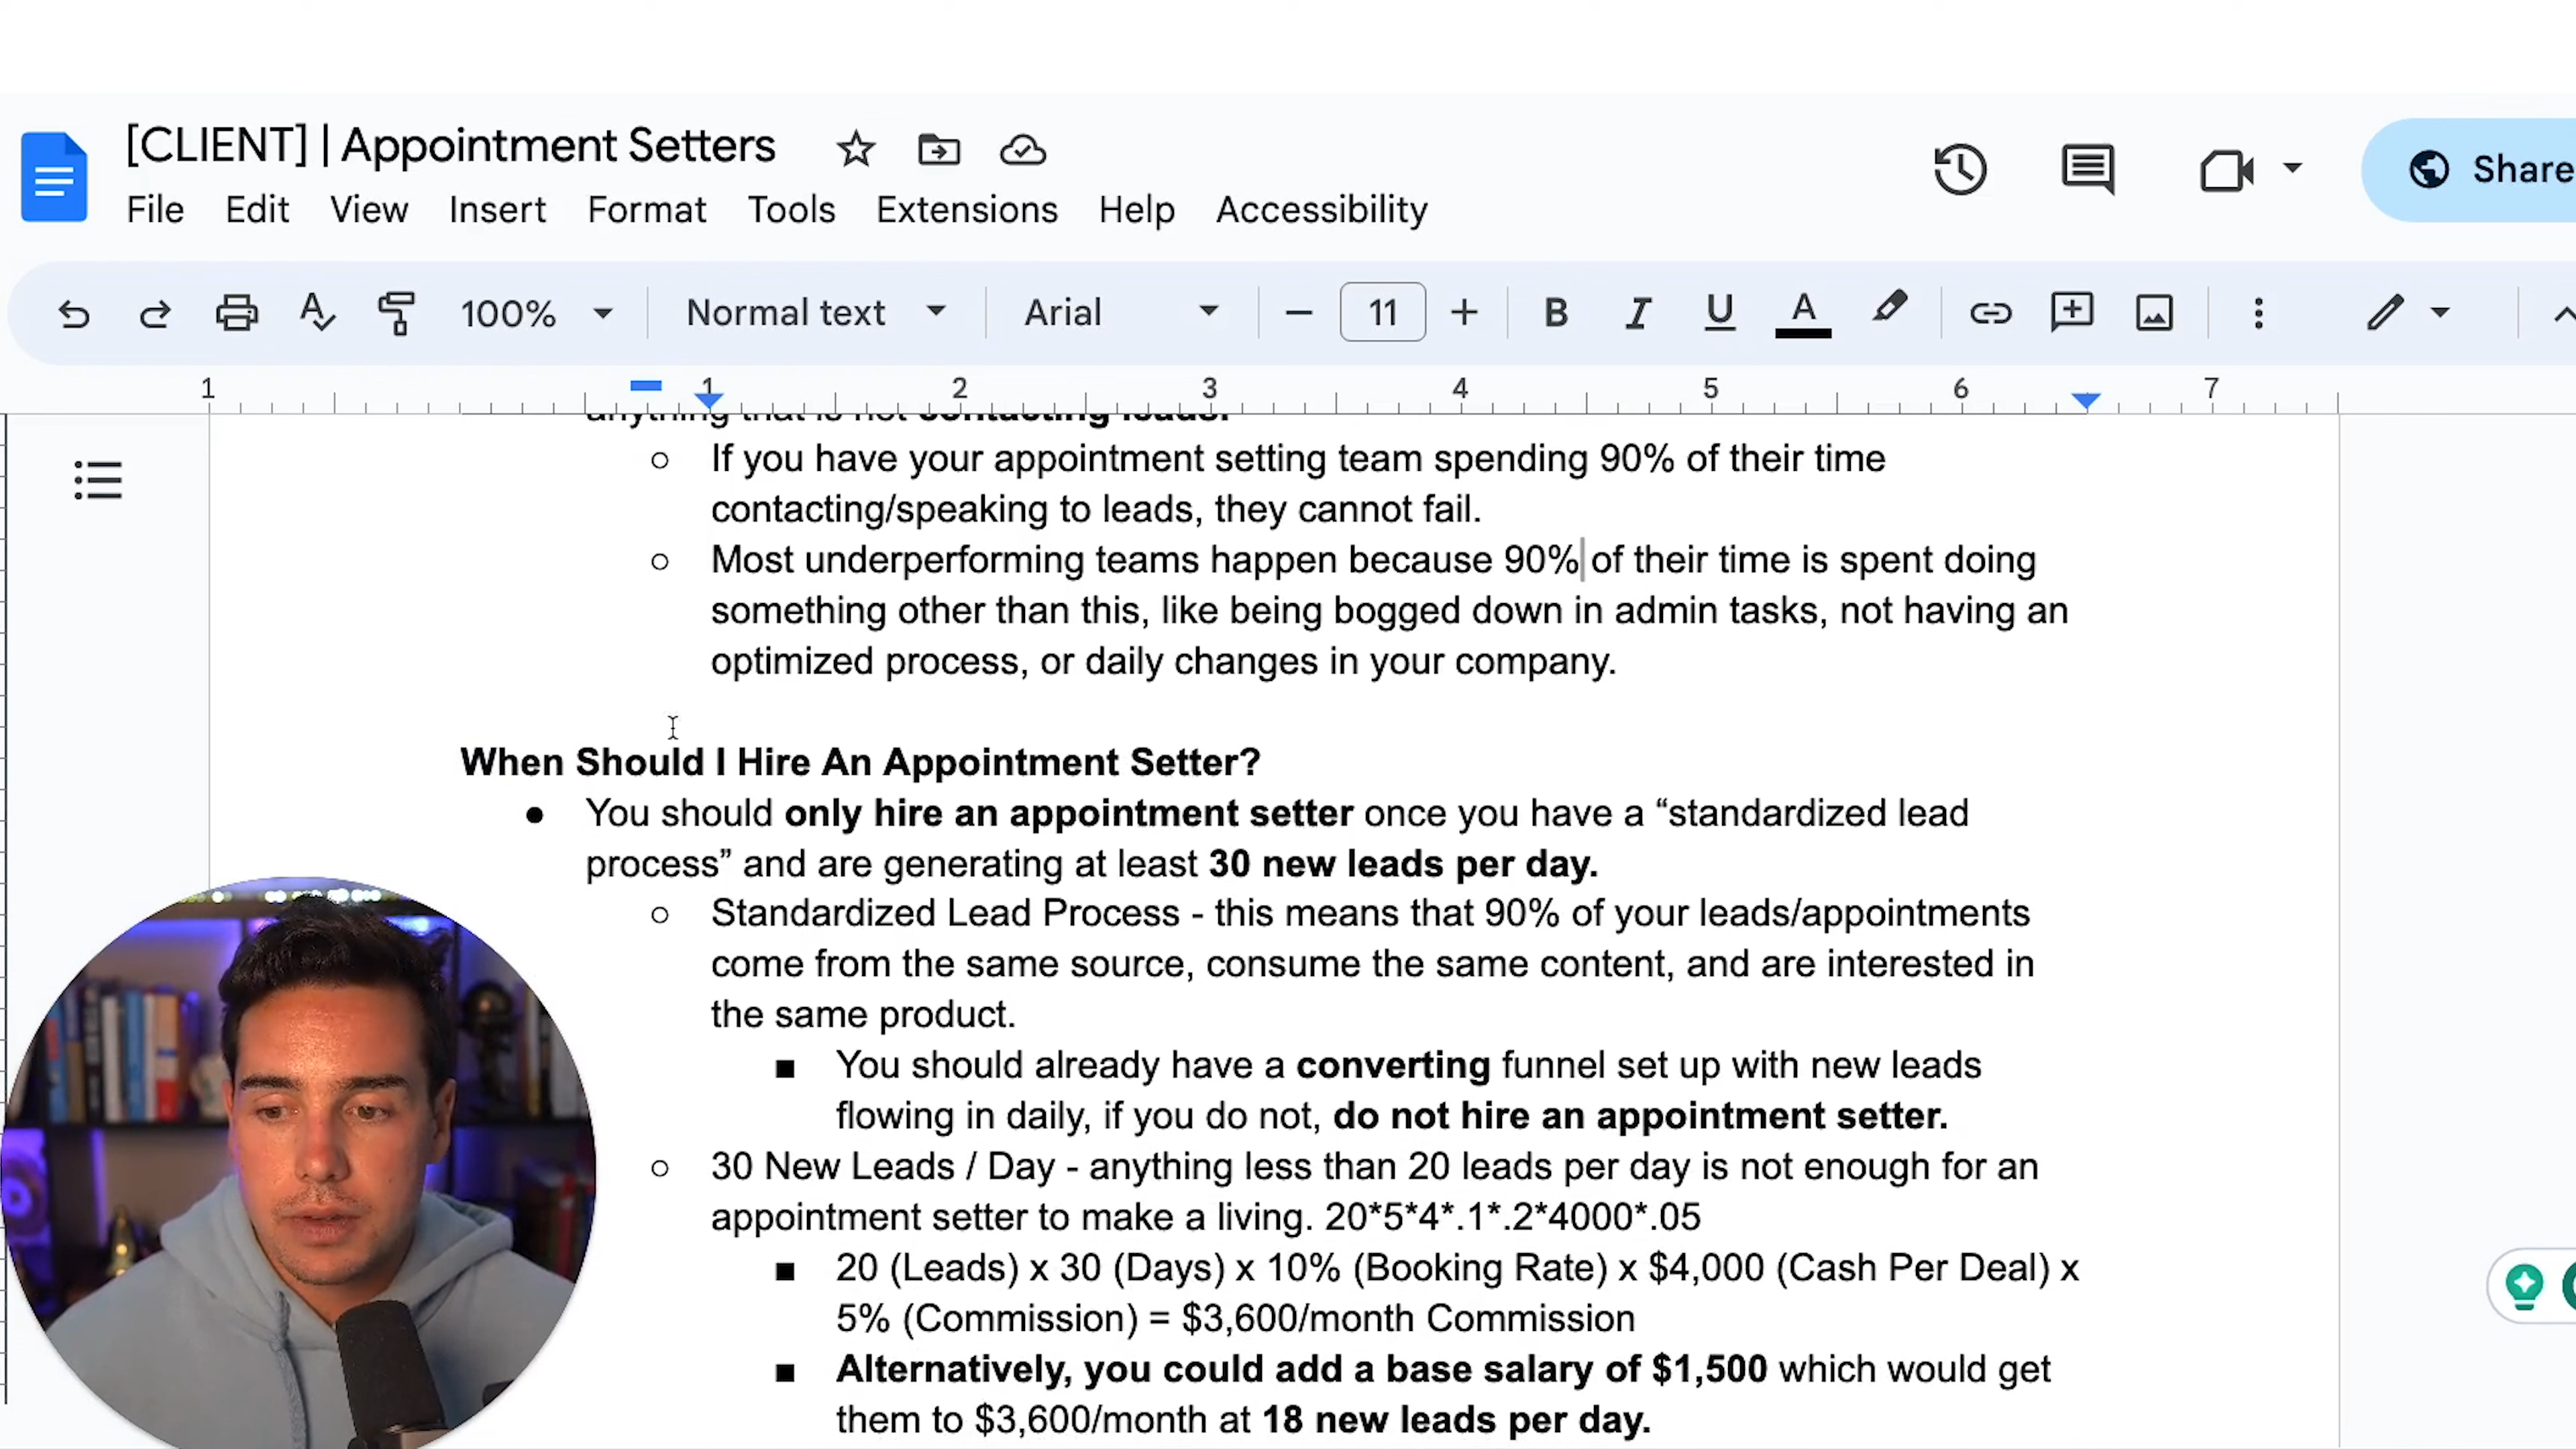 [CLIENT] | Appointment Setters
File Edit View Insert Format Tools Extensions Help Accessibility
Share
100% Normal text Arial 11 B I U A
1 1 2 3 4 5 6 7
anything that is not contacting leads.
○ If you have your appointment setting team spending 90% of their time
contacting/speaking to leads, they cannot fail.
○ Most underperforming teams happen because 90% of their time is spent doing
something other than this, like being bogged down in admin tasks, not having an
optimized process, or daily changes in your company.
When Should I Hire An Appointment Setter?
● You should only hire an appointment setter once you have a “standardized lead
process” and are generating at least 30 new leads per day.
○ Standardized Lead Process - this means that 90% of your leads/appointments
come from the same source, consume the same content, and are interested in
the same product.
■ You should already have a converting funnel set up with new leads
flowing in daily, if you do not, do not hire an appointment setter.
○ 30 New Leads / Day - anything less than 20 leads per day is not enough for an
appointment setter to make a living. 20*5*4*.1*.2*4000*.05
■ 20 (Leads) x 30 (Days) x 10% (Booking Rate) x $4,000 (Cash Per Deal) x
5% (Commission) = $3,600/month Commission
■ Alternatively, you could add a base salary of $1,500 which would get
them to $3,600/month at 18 new leads per day.